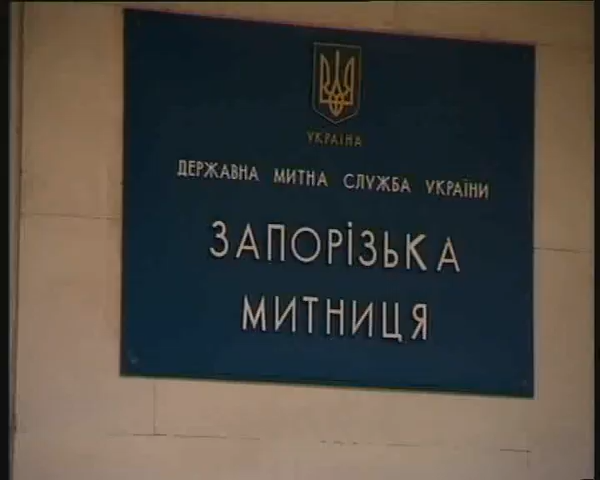 УКРАЇНА
ДЕРЖАВНА МИТНА СЛУЖБА УКРАЇНИ
ЗАПОРІЗЬКА
МИТНИЦЯ